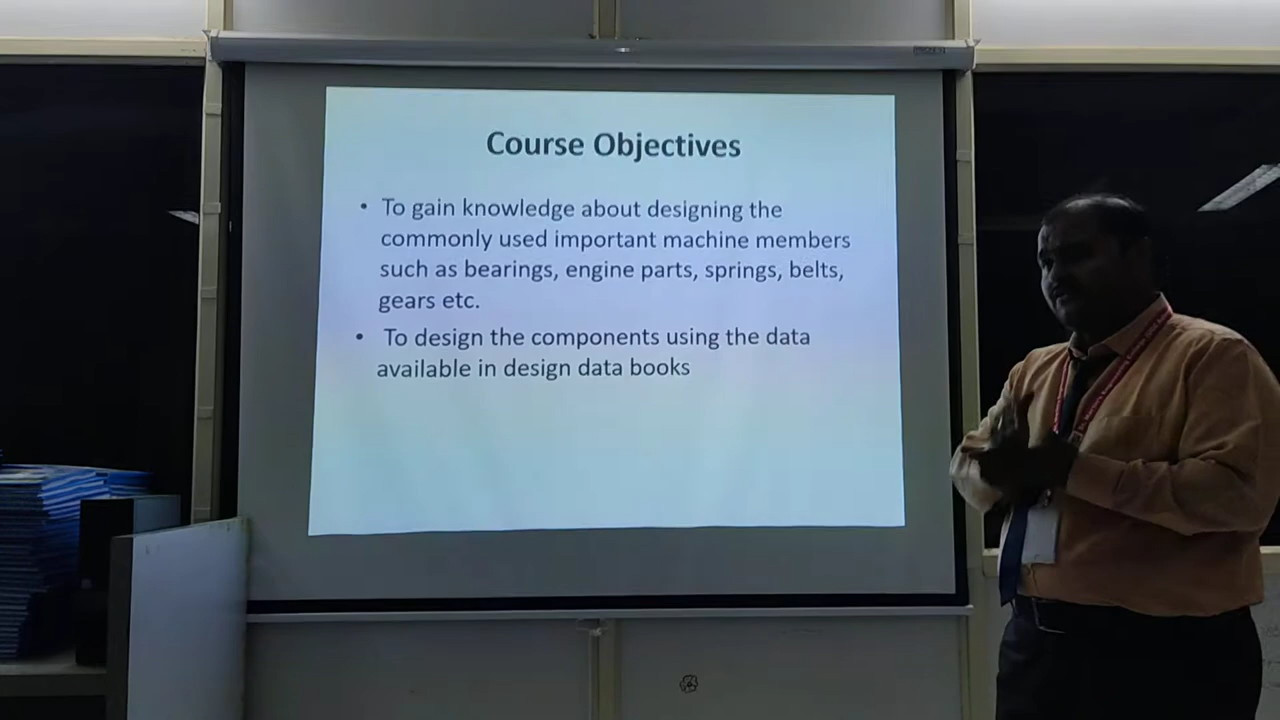 Course Objectives
• To gain knowledge about designing the
commonly used important machine members
such as bearings, engine parts, springs, belts,
gears etc.
• To design the components using the data
available in design data books